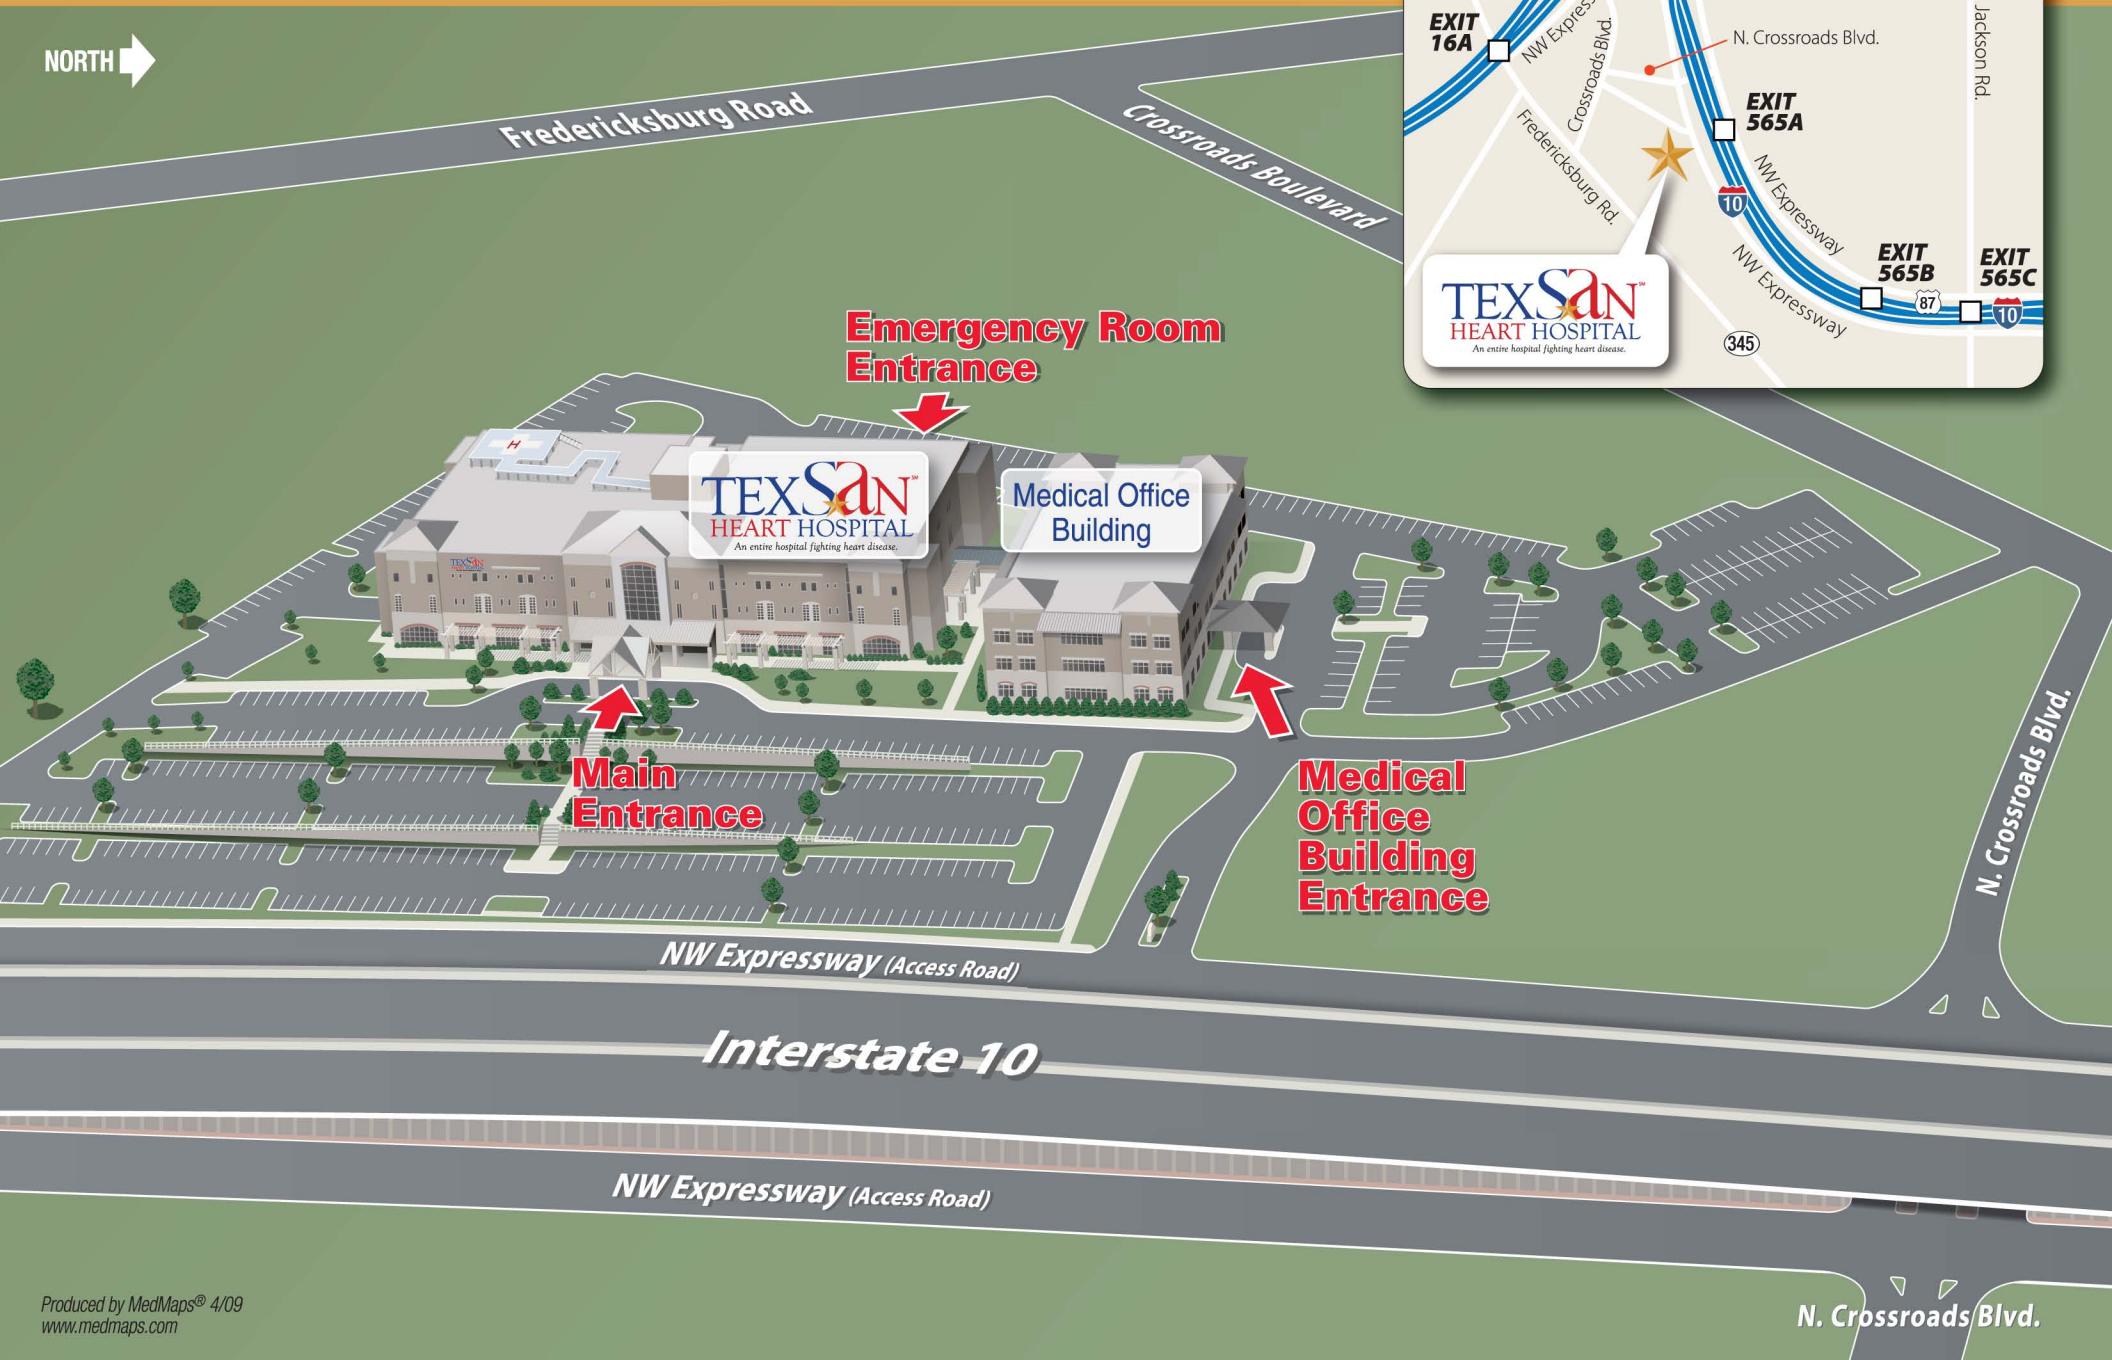 NORTH
Fredericksburg Road
Crossroads Boulevard
EXIT
16A
NW Express
Crossroads Blvd.
N. Crossroads Blvd.
Jackson Rd.
EXIT
565A
Fredericksburg Rd.
NW Expressway
10
NW Expressway
EXIT
565B
87
EXIT
565C
10
345
TEXSAN℠
HEART HOSPITAL
An entire hospital fighting heart disease.
Emergency Room
Entrance
H
TEXSAN℠
HEART HOSPITAL
An entire hospital fighting heart disease.
Medical Office
Building
TEXSAN
HEART HOSPITAL
Main
Entrance
Medical
Office
Building
Entrance
N. Crossroads Blvd.
NW Expressway (Access Road)
Interstate 10
NW Expressway (Access Road)
N. Crossroads Blvd.
Produced by MedMaps® 4/09
www.medmaps.com